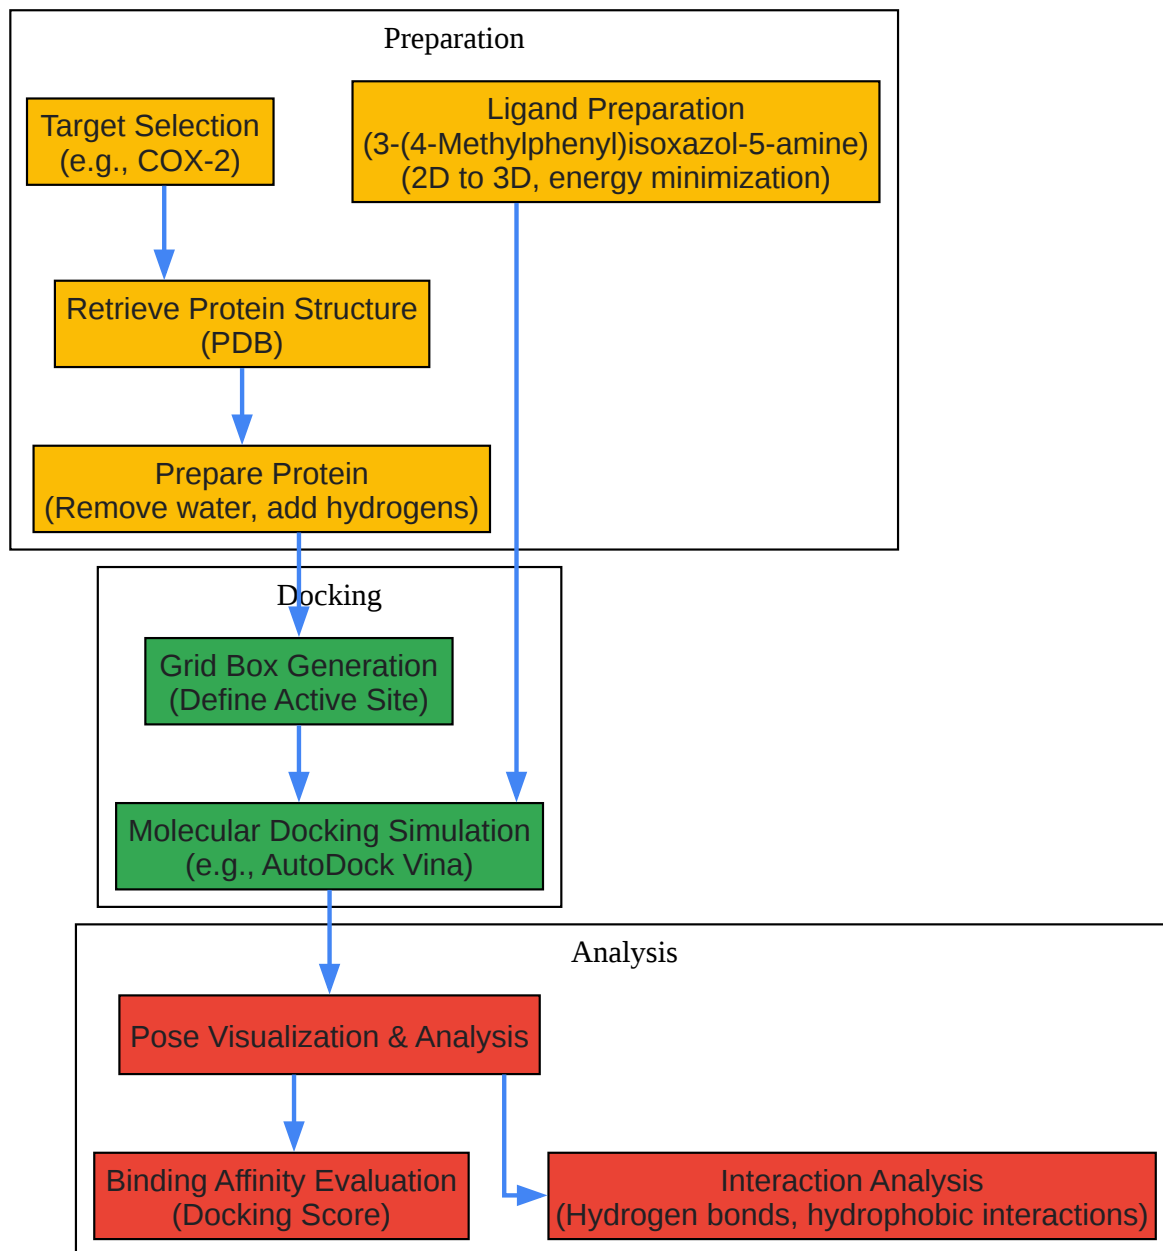 Preparation
Target Selection
(e.g., COX-2)
Ligand Preparation
(3-(4-Methylphenyl)isoxazol-5-amine)
(2D to 3D, energy minimization)
Retrieve Protein Structure
(PDB)
Prepare Protein
(Remove water, add hydrogens)
Docking
Grid Box Generation
(Define Active Site)
Molecular Docking Simulation
(e.g., AutoDock Vina)
Analysis
Pose Visualization & Analysis
Binding Affinity Evaluation
(Docking Score)
Interaction Analysis
(Hydrogen bonds, hydrophobic interactions)